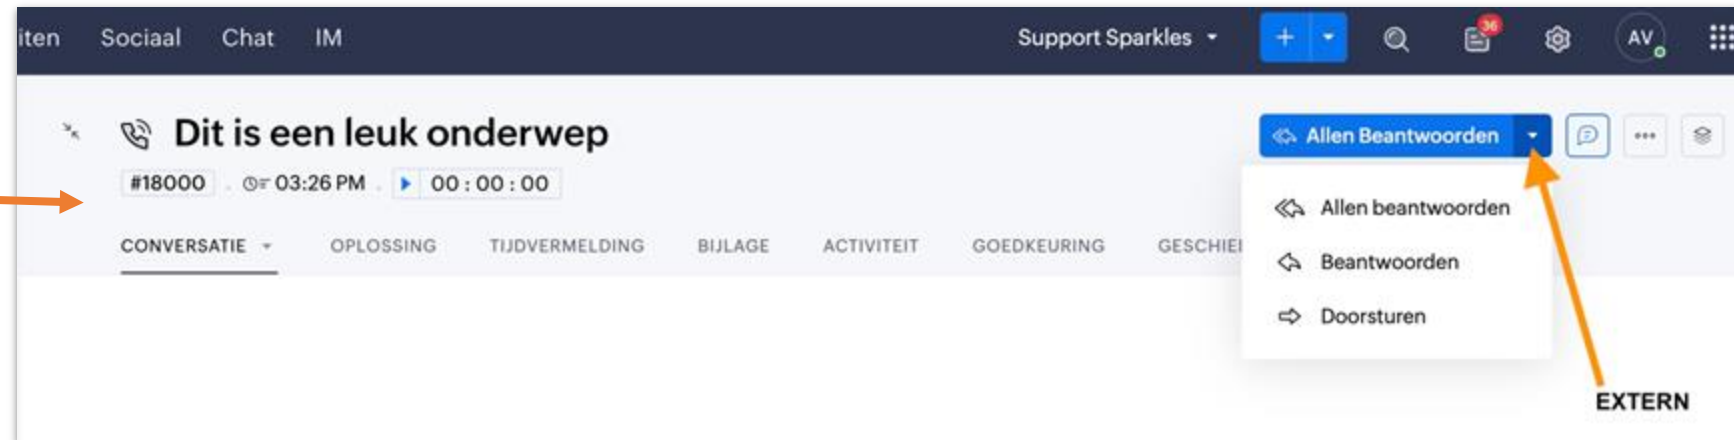 iten Sociaal Chat IM Support Sparkles + 36 AV
Dit is een leuk onderwep Allen Beantwoorden
#18000 03:26 PM 00 : 00 : 00
Allen beantwoorden
CONVERSATIE OPLOSSING TIJDVERMELDING BIJLAGE ACTIVITEIT GOEDKEURING GESCHIE
Beantwoorden
Doorsturen
EXTERN